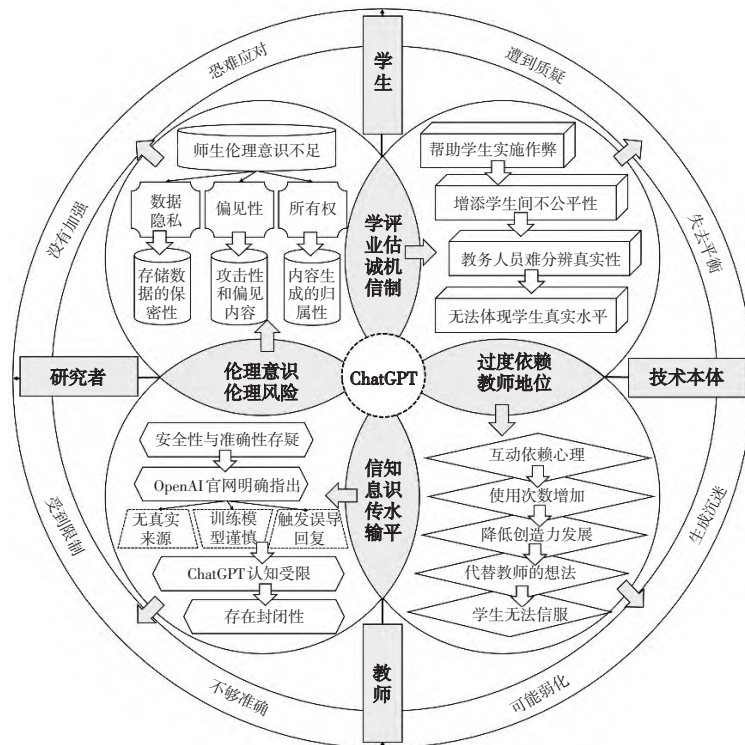 学
生
恐难应对
遭到质疑
没有加强
失去平衡
师生伦理意识不足
数据
隐私
偏见性
所有权
存储数
据的保
密性
攻击性
和偏见
内容
内容生
成的归
属性
学业诚信
评估机制
帮助学生实施作弊
增添学生间不公平性
教务人员难分辨真实性
无法体现学生真实水平
研究者
伦理意识
伦理风险
ChatGPT
过度依赖
教师地位
技术本体
安全性与准确性存疑
OpenAI官网明确指出
无真实
来源
训练模
型谨慎
触发误导
回复
ChatGPT认知受限
存在封闭性
信息传输
知识水平
互动依赖心理
使用次数增加
降低创造力发展
代替教师的想法
学生无法信服
受到限制
生成沉迷
不够准确
可能弱化
教
师